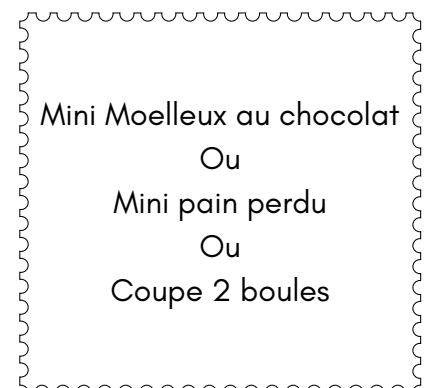 Mini Moelleux au chocolat
Ou
Mini pain perdu
Ou
Coupe 2 boules